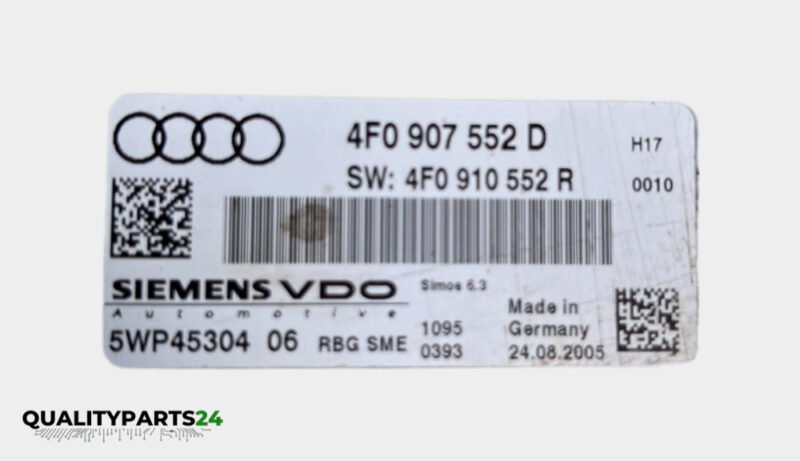 4F0 907 552 D
H17
SW: 4F0 910 552 R
0010
SIEMENS VDO
Automotive
Simos 6.3
5WP45304 06
RBG SME
1095
0393
Made in
Germany
24.08.2005
QUALITYPARTS24